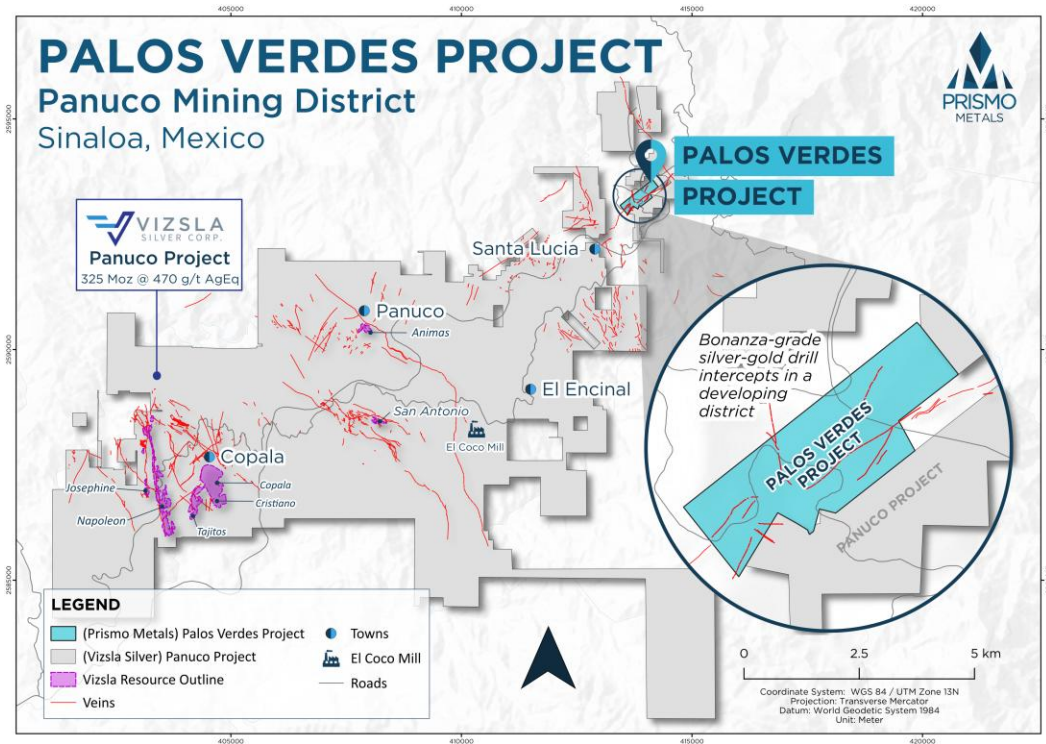 405000
410000
415000
420000
PALOS VERDES PROJECT
Panuco Mining District
Sinaloa, Mexico
PRISMO
METALS
2595000
2590000
2585000
PALOS VERDES
PROJECT
VIZSLA
SILVER CORP.
Panuco Project
325 Moz @ 470 g/t AgEq
Santa Lucia
Panuco
Animas
El Encinal
San Antonio
El Coco Mill
Copala
Copala
Cristiano
Josephine
Napoleon
Tajitos
Bonanza-grade
silver-gold drill
intercepts in a
developing
district
PALOS VERDES
PROJECT
PANUCO PROJECT
LEGEND
(Prismo Metals) Palos Verdes Project
(Vizsla Silver) Panuco Project
Vizsla Resource Outline
Veins
Towns
El Coco Mill
Roads
0 2.5 5 km
Coordinate System: WGS 84 / UTM Zone 13N
Projection: Transverse Mercator
Datum: World Geodetic System 1984
Unit: Meter
405000
410000
415000
420000